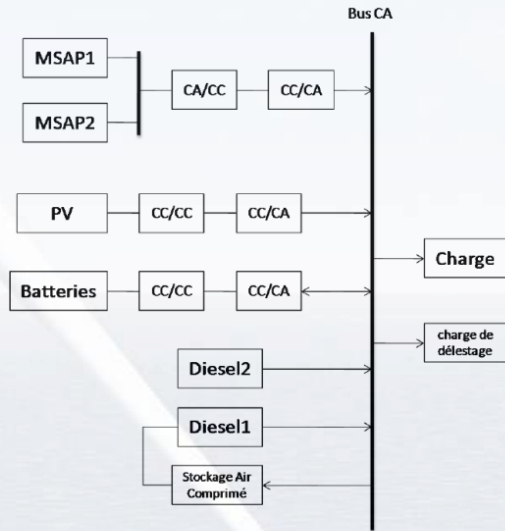 Bus CA
MSAP1
MSAP2
CA/CC
CC/CA
PV
CC/CC
CC/CA
Batteries
CC/CC
CC/CA
Charge
charge de
délestage
Diesel2
Diesel1
Stockage Air
Comprimé